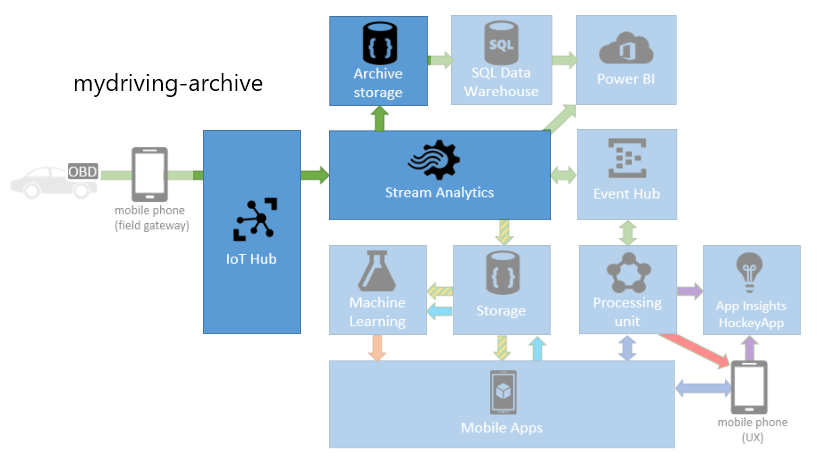 mydriving-archive
Archive
storage
SQL
SQL Data
Warehouse
Power BI
OBD
mobile phone
(field gateway)
IoT Hub
Stream Analytics
Event Hub
Machine
Learning
Storage
Processing
unit
App Insights
HockeyApp
Mobile Apps
mobile phone
(UX)